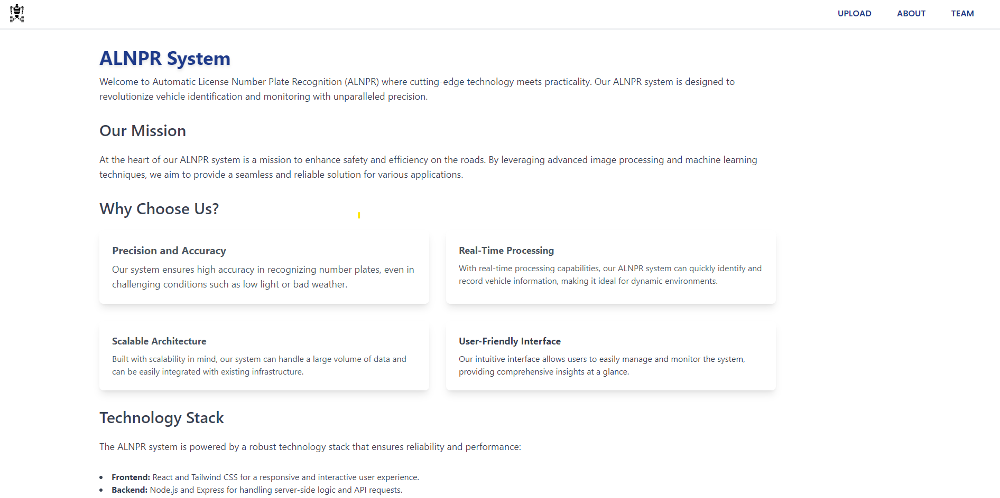 UPLOAD ABOUT TEAM
ALNPR System
Welcome to Automatic License Number Plate Recognition (ALNPR) where cutting-edge technology meets practicality. Our ALNPR system is designed to
revolutionize vehicle identification and monitoring with unparalleled precision.
Our Mission
At the heart of our ALNPR system is a mission to enhance safety and efficiency on the roads. By leveraging advanced image processing and machine learning
techniques, we aim to provide a seamless and reliable solution for various applications.
Why Choose Us?
Precision and Accuracy
Our system ensures high accuracy in recognizing number plates, even in
challenging conditions such as low light or bad weather.
Real-Time Processing
With real-time processing capabilities, our ALNPR system can quickly identify and
record vehicle information, making it ideal for dynamic environments.
Scalable Architecture
Built with scalability in mind, our system can handle a large volume of data and
can be easily integrated with existing infrastructure.
User-Friendly Interface
Our intuitive interface allows users to easily manage and monitor the system,
providing comprehensive insights at a glance.
Technology Stack
The ALNPR system is powered by a robust technology stack that ensures reliability and performance:
• Frontend: React and Tailwind CSS for a responsive and interactive user experience.
• Backend: Node.js and Express for handling server-side logic and API requests.